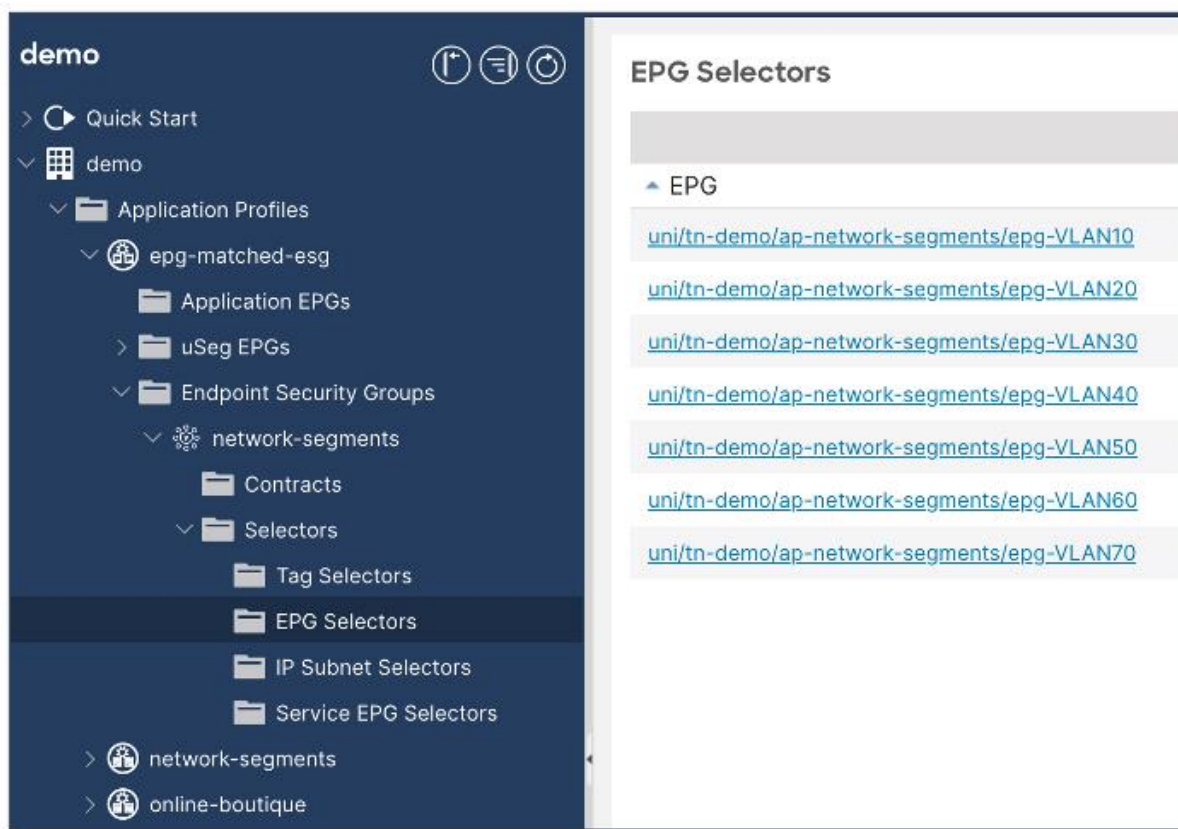 demo
Quick Start
demo
Application Profiles
epg-matched-esg
Application EPGs
uSeg EPGs
Endpoint Security Groups
network-segments
Contracts
Selectors
Tag Selectors
EPG Selectors
IP Subnet Selectors
Service EPG Selectors
network-segments
online-boutique
EPG Selectors
EPG
uni/tn-demo/ap-network-segments/epg-VLAN10
uni/tn-demo/ap-network-segments/epg-VLAN20
uni/tn-demo/ap-network-segments/epg-VLAN30
uni/tn-demo/ap-network-segments/epg-VLAN40
uni/tn-demo/ap-network-segments/epg-VLAN50
uni/tn-demo/ap-network-segments/epg-VLAN60
uni/tn-demo/ap-network-segments/epg-VLAN70